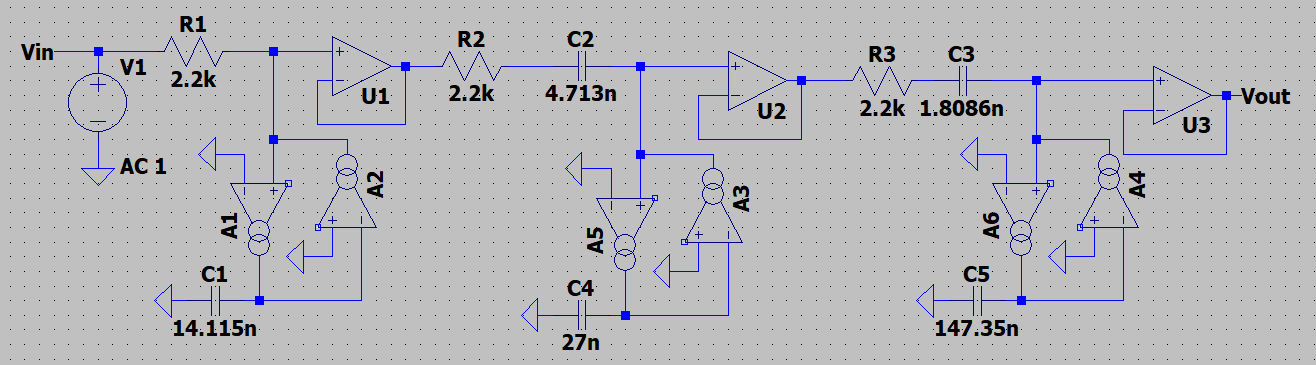 Vin
R1
2.2k
V1
AC 1
U1
R2
2.2k
C2
4.713n
U2
R3
2.2k
C3
1.8086n
U3
Vout
A1
A2
C1
14.115n
A5
A3
C4
27n
A6
A4
C5
147.35n